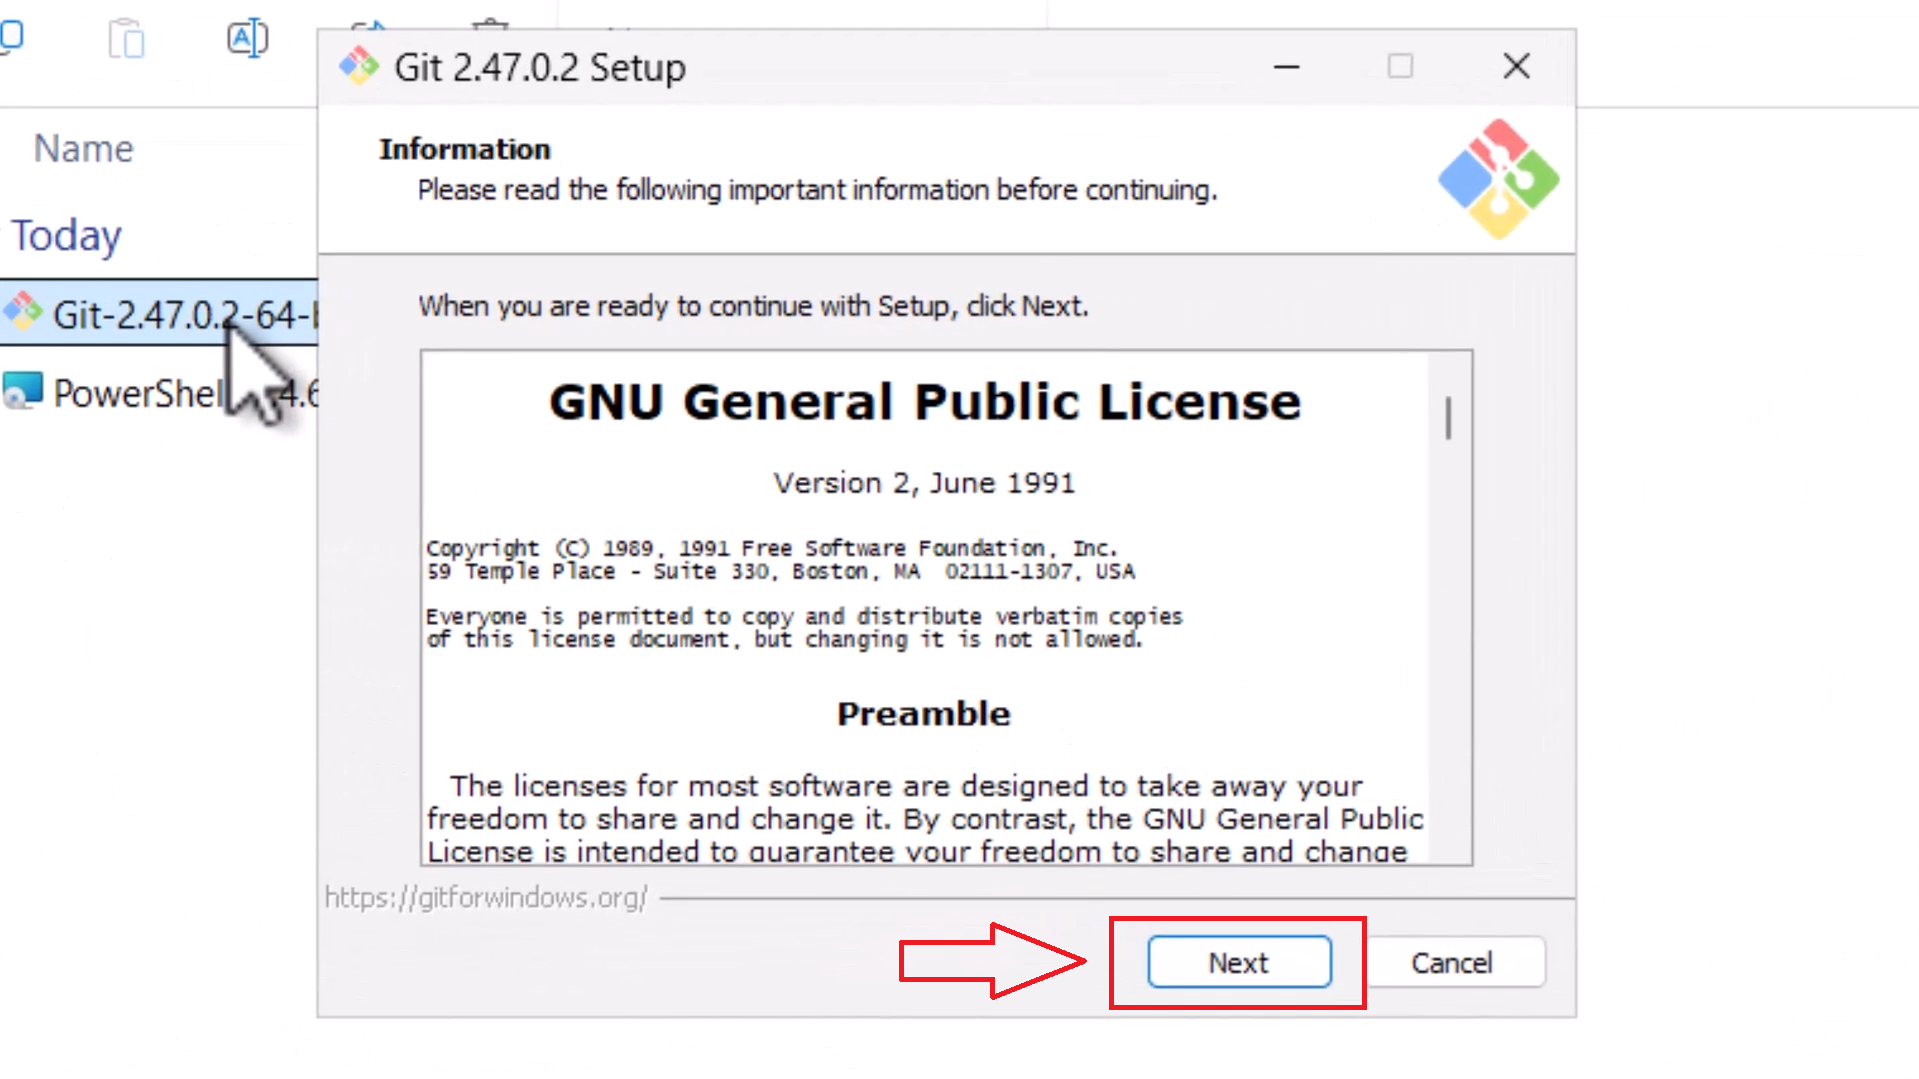 Git 2.47.0.2 Setup
Name
Information
Please read the following important information before continuing.
Today
When you are ready to continue with Setup, click Next.
Git-2.47.0.2-64-
GNU General Public License
Version 2, June 1991
Copyright (C) 1989, 1991 Free Software Foundation, Inc.
59 Temple Place - Suite 330, Boston, MA  02111-1307, USA
Everyone is permitted to copy and distribute verbatim copies
of this license document, but changing it is not allowed.
Preamble
The licenses for most software are designed to take away your
freedom to share and change it. By contrast, the GNU General Public
License is intended to guarantee your freedom to share and change
https://gitforwindows.org/
Next
Cancel